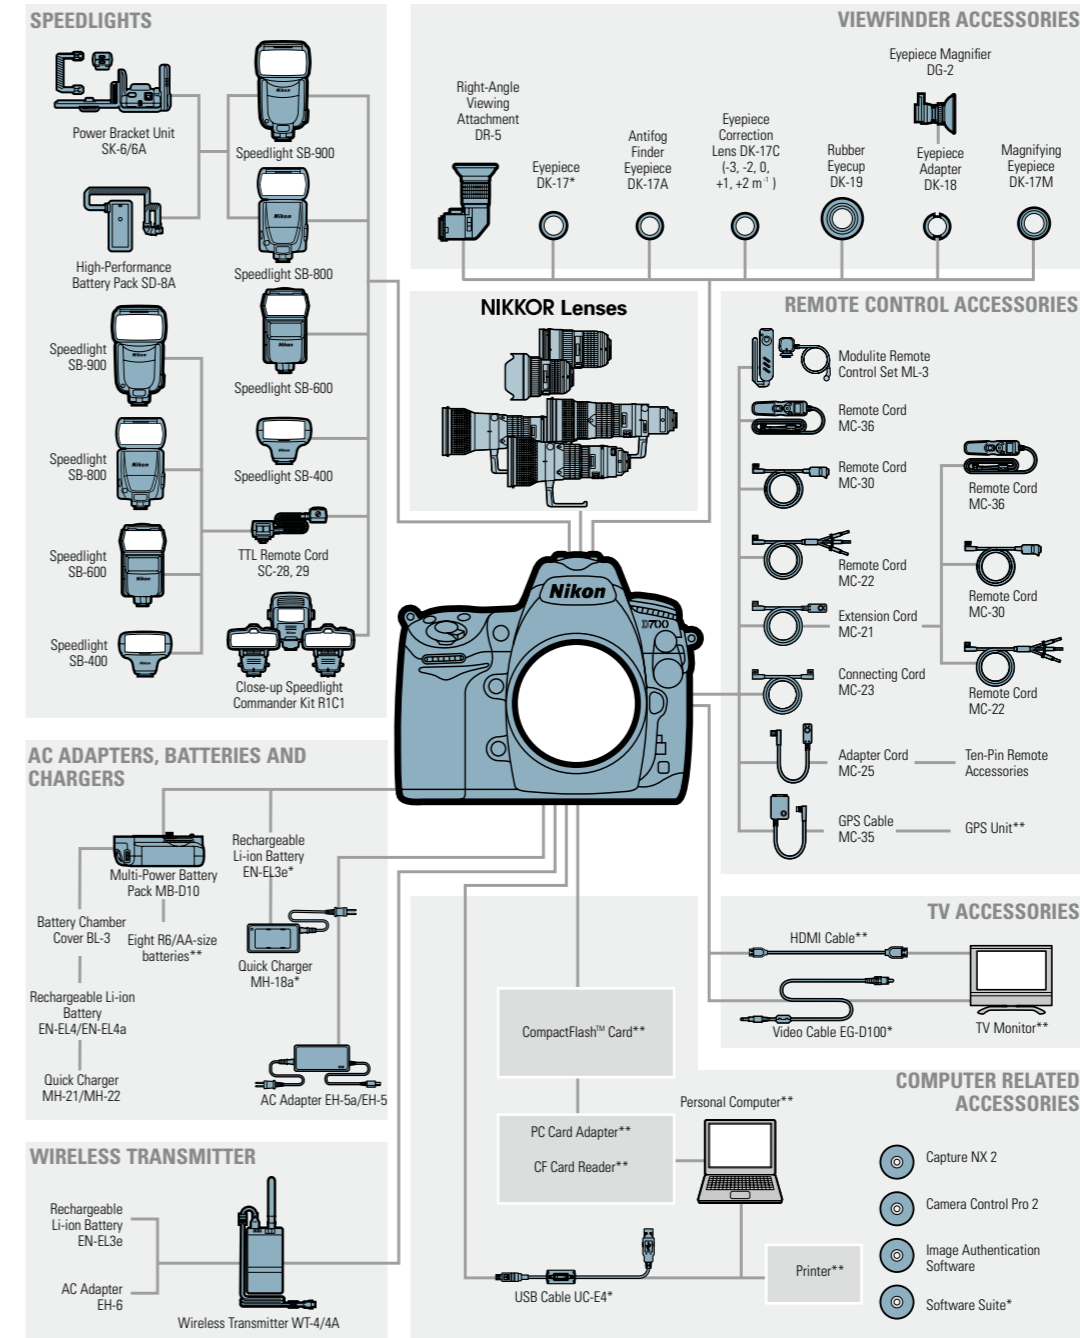 SPEEDLIGHTS
Power Bracket Unit
SK-6/6A
Nikon
Speedlight SB-900
High-Performance
Battery Pack SD-8A
Nikon
Speedlight SB-800
Speedlight
SB-900
Nikon
Speedlight SB-600
Speedlight
SB-800
Nikon
Speedlight SB-400
Speedlight
SB-600
Nikon
TTL Remote Cord
SC-28, 29
Speedlight
SB-400
Close-up Speedlight
Commander Kit R1C1
VIEWFINDER ACCESSORIES
Right-Angle
Viewing
Attachment
DR-5
Eyepiece
DK-17*
Antifog
Finder
Eyepiece
DK-17A
Eyepiece
Correction
Lens DK-17C
(-3, -2, 0,
+1, +2 m⁻¹ )
Rubber
Eyecup
DK-19
Eyepiece Magnifier
DG-2
Eyepiece
Adapter
DK-18
Magnifying
Eyepiece
DK-17M
NIKKOR Lenses
Nikon
D700
REMOTE CONTROL ACCESSORIES
Modulite Remote
Control Set ML-3
Remote Cord
MC-36
Remote Cord
MC-30
Remote Cord
MC-22
Extension Cord
MC-21
Remote Cord
MC-36
Remote Cord
MC-30
Remote Cord
MC-22
Connecting Cord
MC-23
Adapter Cord
MC-25
Ten-Pin Remote
Accessories
GPS Cable
MC-35
GPS Unit**
AC ADAPTERS, BATTERIES AND
CHARGERS
Multi-Power Battery
Pack MB-D10
Rechargeable
Li-ion Battery
EN-EL3e*
Battery Chamber
Cover BL-3
Eight R6/AA-size
batteries**
Quick Charger
MH-18a*
Rechargeable Li-ion
Battery
EN-EL4/EN-EL4a
Quick Charger
MH-21/MH-22
AC Adapter EH-5a/EH-5
WIRELESS TRANSMITTER
Rechargeable
Li-ion Battery
EN-EL3e
AC Adapter
EH-6
Wireless Transmitter WT-4/4A
TV ACCESSORIES
HDMI Cable**
Video Cable EG-D100*
TV Monitor**
COMPUTER RELATED
ACCESSORIES
CompactFlash™ Card**
PC Card Adapter**
CF Card Reader**
Personal Computer**
USB Cable UC-E4*
Printer**
Capture NX 2
Camera Control Pro 2
Image Authentication
Software
Software Suite*